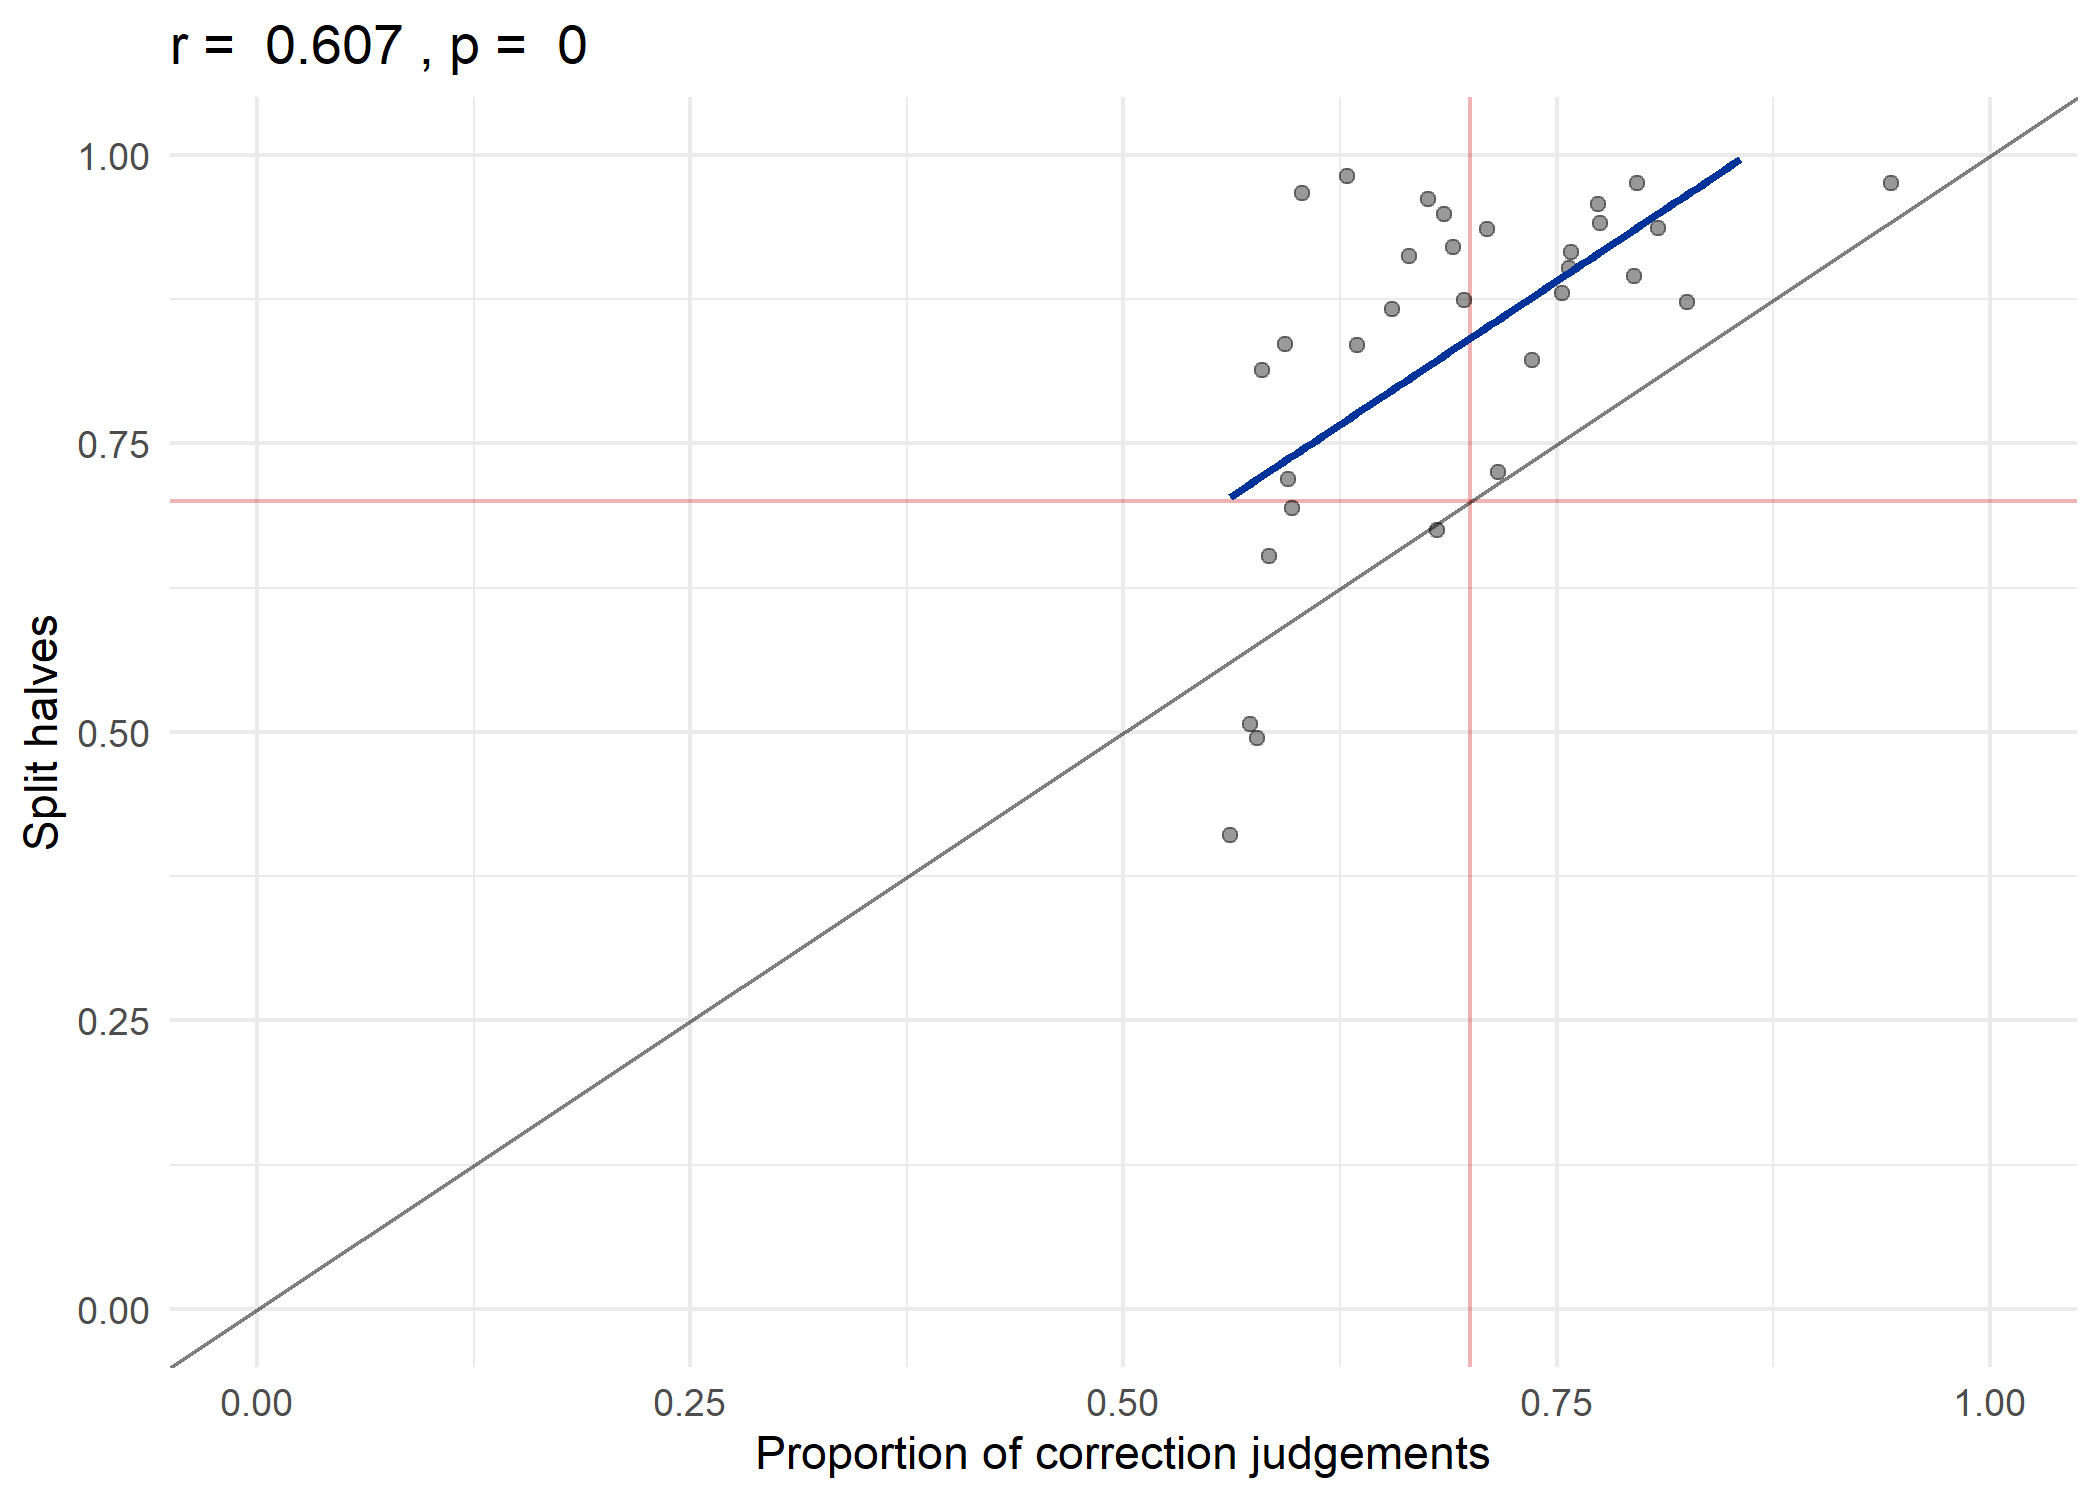 r =  0.607 , p =  0
1.00
0.75
0.50
0.25
0.00
Split halves
0.00 0.25 0.50 0.75 1.00
Proportion of correction judgements